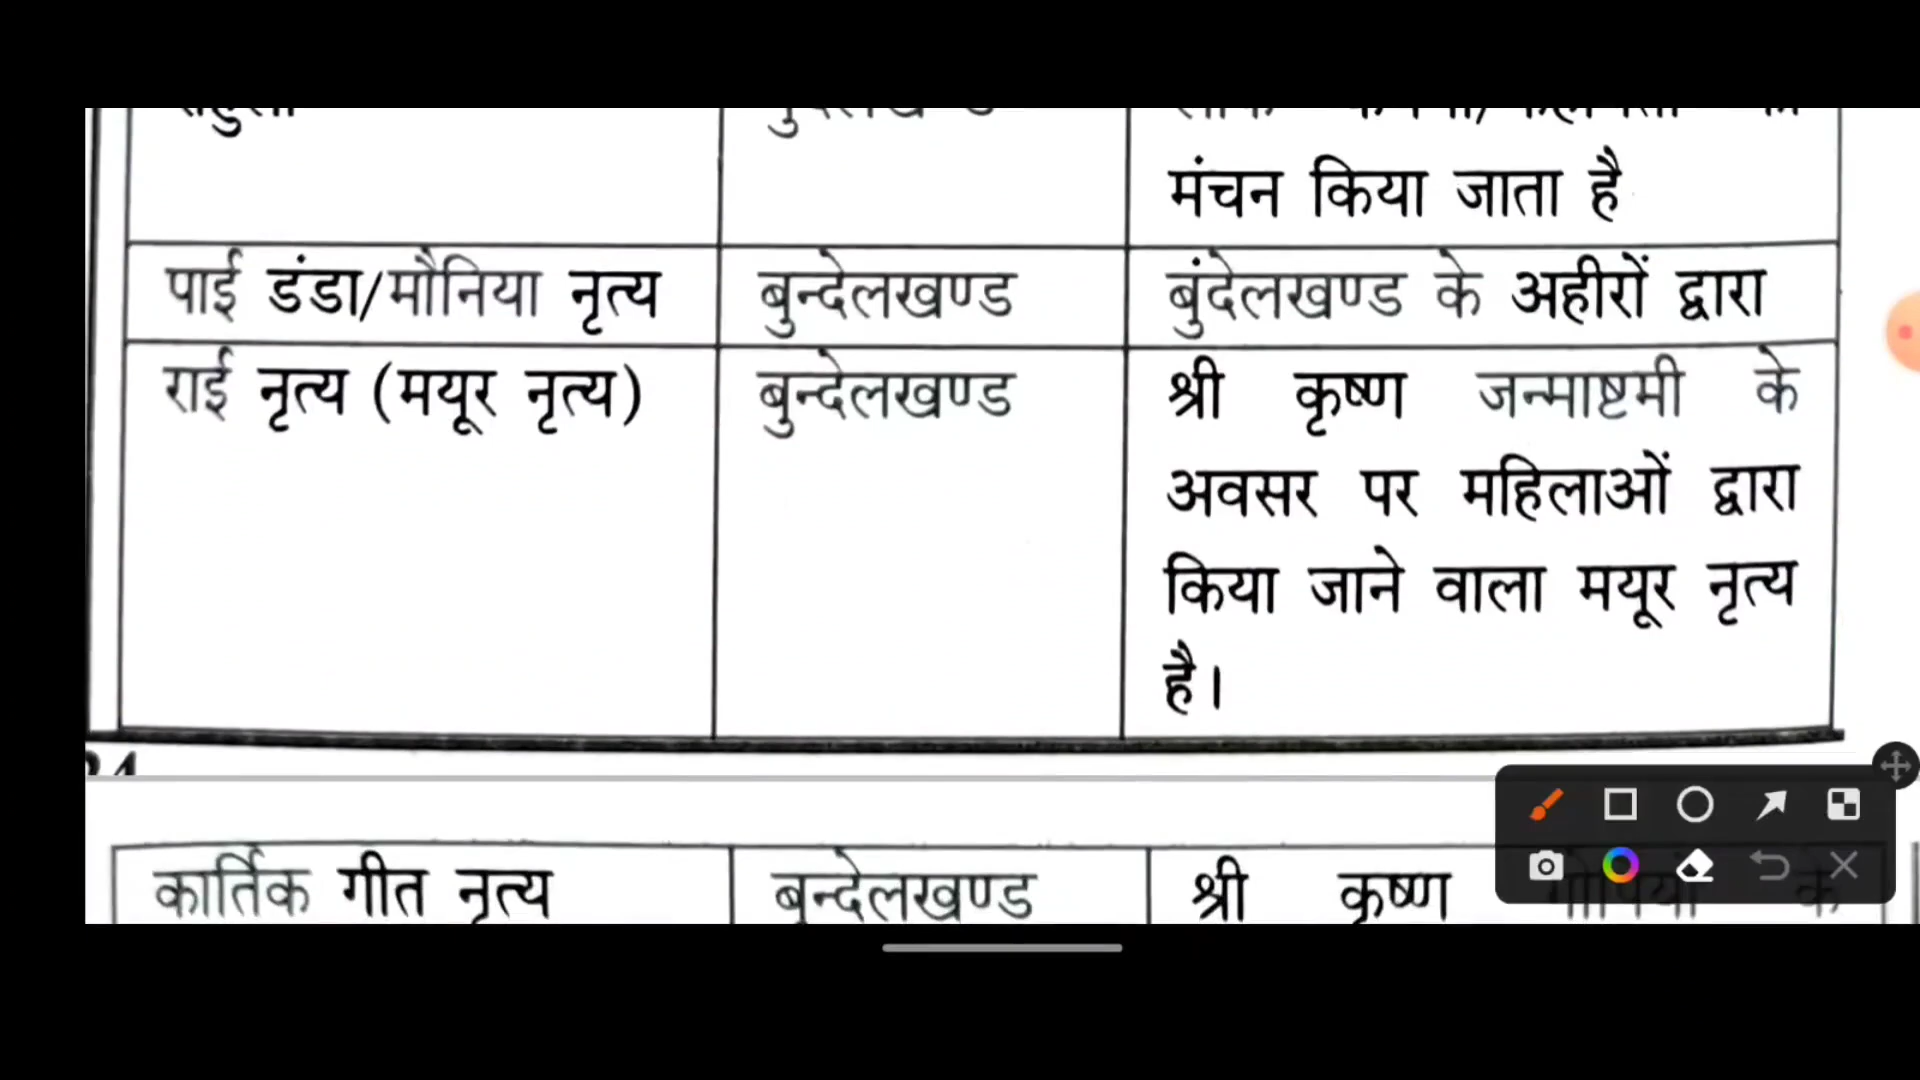 मंचन किया जाता है
पाई डंडा/मौनिया नृत्य बुन्देलखण्ड बुंदेलखण्ड के अहीरों द्वारा
राई नृत्य (मयूर नृत्य) बुन्देलखण्ड श्री कृष्ण जन्माष्टमी के
अवसर पर महिलाओं द्वारा
किया जाने वाला मयूर नृत्य
है।
कार्तिक गीत नृत्य बुन्देलखण्ड श्री कृष्ण